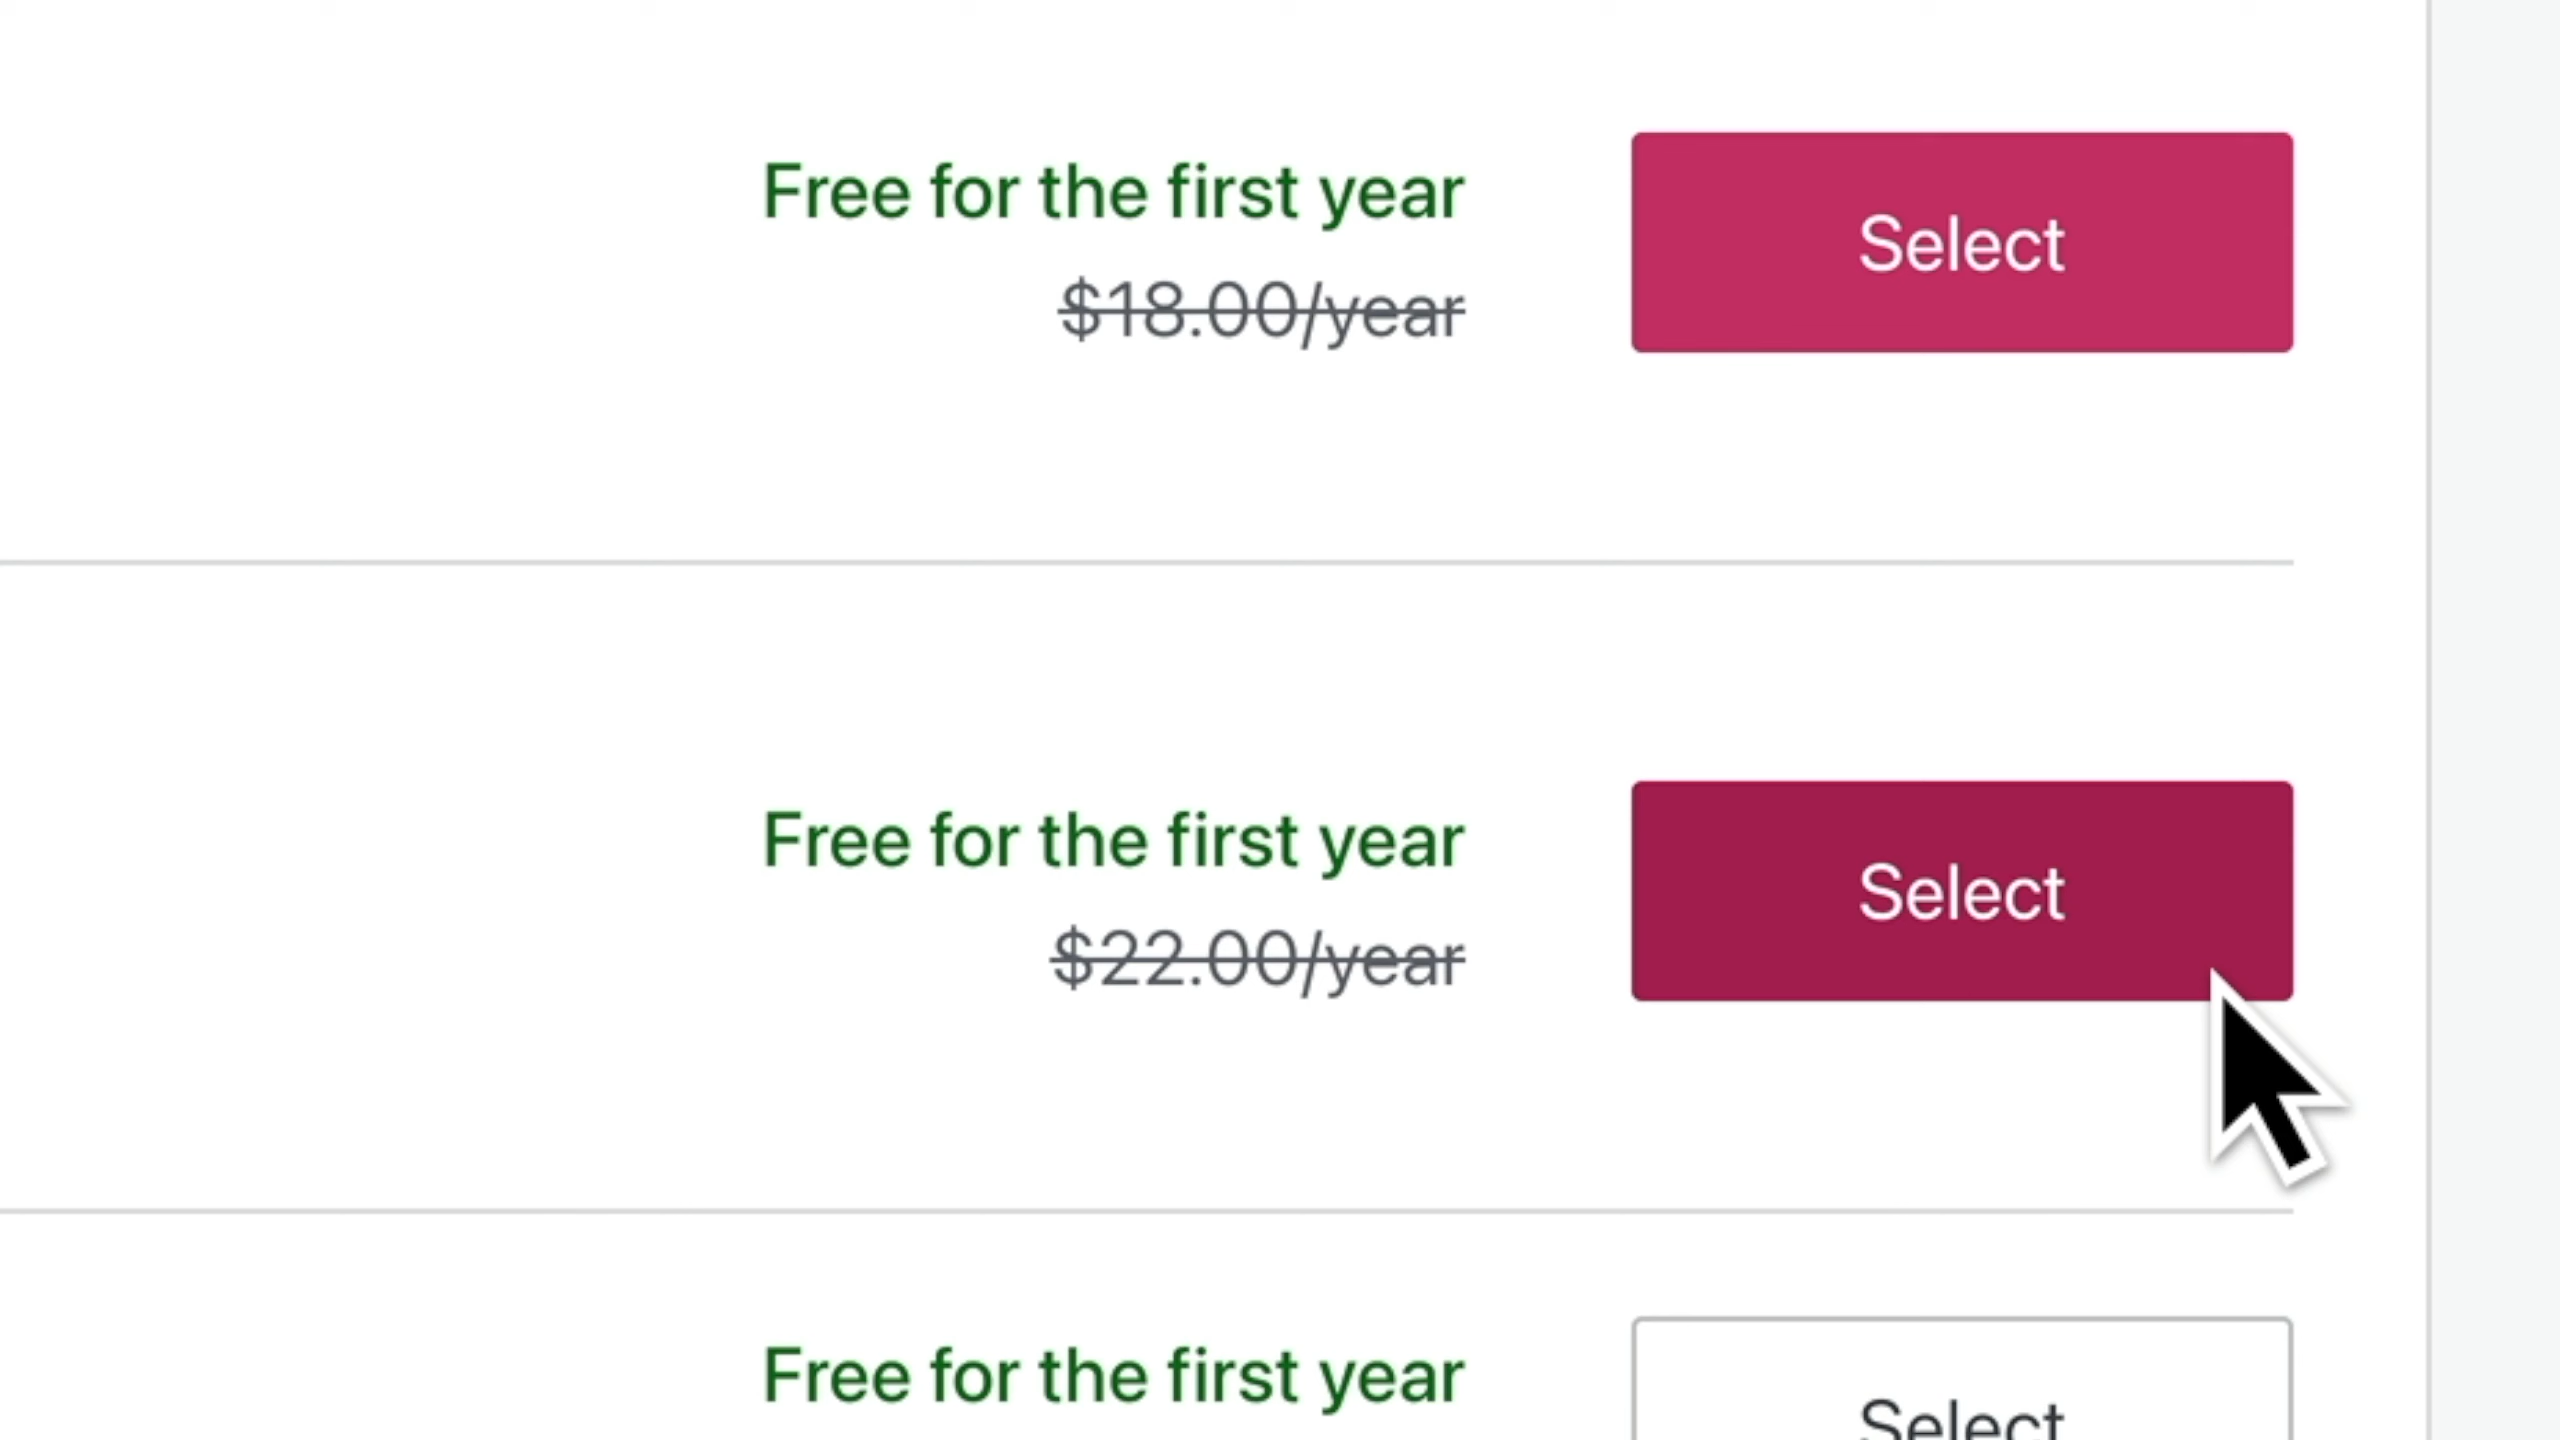 Free for the first year
Select
$18.00/year
Free for the first year
Select
$22.00/year
Free for the first year
Select